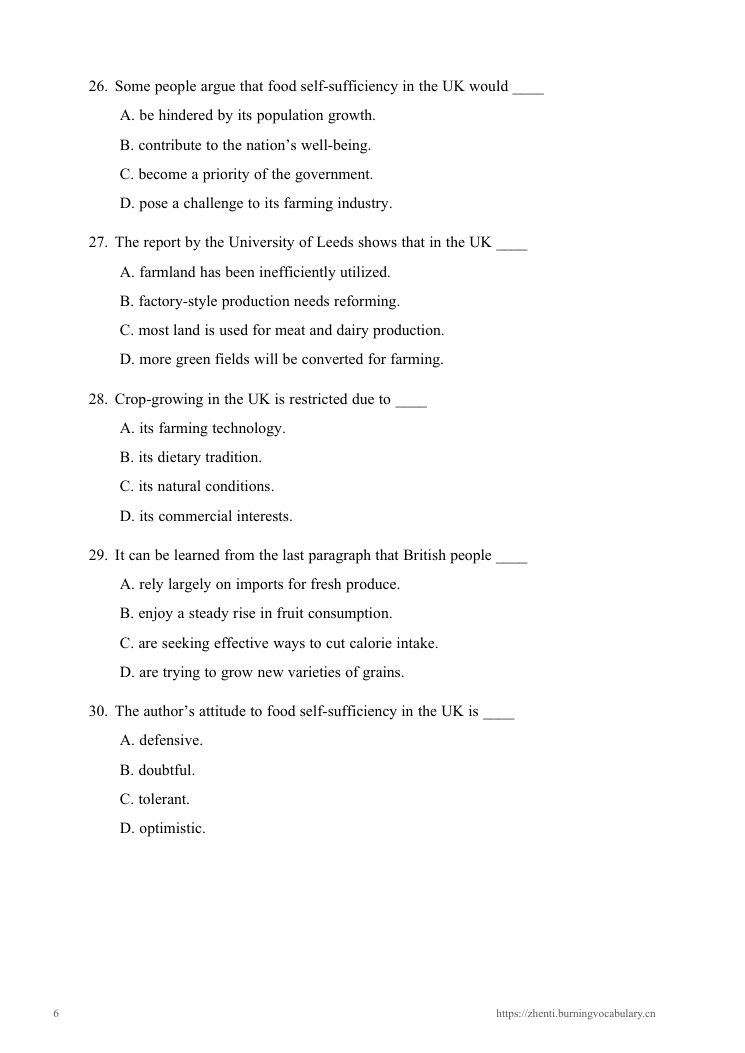 26. Some people argue that food self-sufficiency in the UK would ____
A. be hindered by its population growth.
B. contribute to the nation’s well-being.
C. become a priority of the government.
D. pose a challenge to its farming industry.
27. The report by the University of Leeds shows that in the UK ____
A. farmland has been inefficiently utilized.
B. factory-style production needs reforming.
C. most land is used for meat and dairy production.
D. more green fields will be converted for farming.
28. Crop-growing in the UK is restricted due to ____
A. its farming technology.
B. its dietary tradition.
C. its natural conditions.
D. its commercial interests.
29. It can be learned from the last paragraph that British people ____
A. rely largely on imports for fresh produce.
B. enjoy a steady rise in fruit consumption.
C. are seeking effective ways to cut calorie intake.
D. are trying to grow new varieties of grains.
30. The author’s attitude to food self-sufficiency in the UK is ____
A. defensive.
B. doubtful.
C. tolerant.
D. optimistic.
6 https://zhenti.burningvocabulary.cn